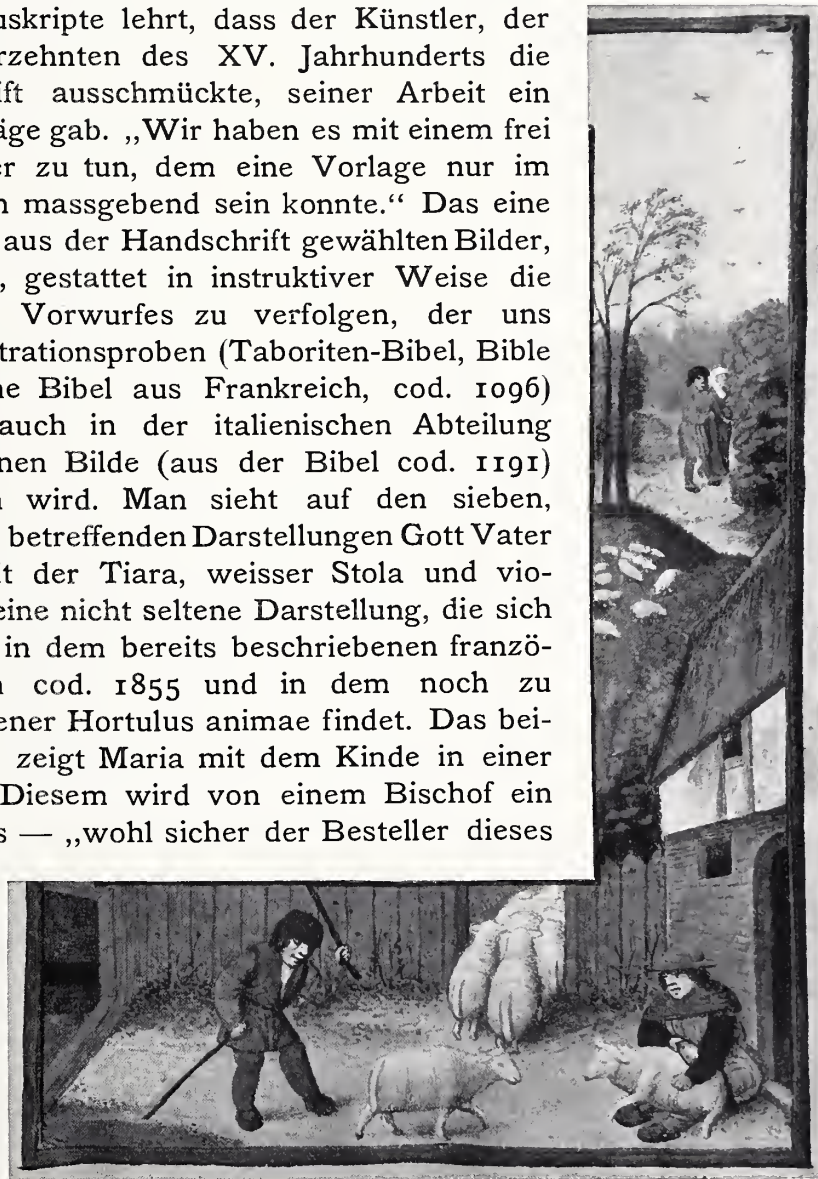 uskripte lehrt, dass der Künstler, der
rzehnten des XV. Jahrhunderts die
ift ausschmückte, seiner Arbeit ein
äge gab. „Wir haben es mit einem frei
er zu tun, dem eine Vorlage nur im
n massgebend sein konnte.“ Das eine
aus der Handschrift gewählten Bilder,
, gestattet in instruktiver Weise die
Vorwurfes zu verfolgen, der uns
trationsproben (Taboriten-Bibel, Bible
ne Bibel aus Frankreich, cod. 1096)
auch in der italienischen Abteilung
nen Bilde (aus der Bibel cod. 1191)
n wird. Man sieht auf den sieben,
betreffenden Darstellungen Gott Vater
it der Tiara, weisser Stola und vio-
eine nicht seltene Darstellung, die sich
in dem bereits beschriebenen franzö-
n cod. 1855 und in dem noch zu
ener Hortulus animae findet. Das bei-
zeigt Maria mit dem Kinde in einer
Diesem wird von einem Bischof ein
s — „wohl sicher der Besteller dieses